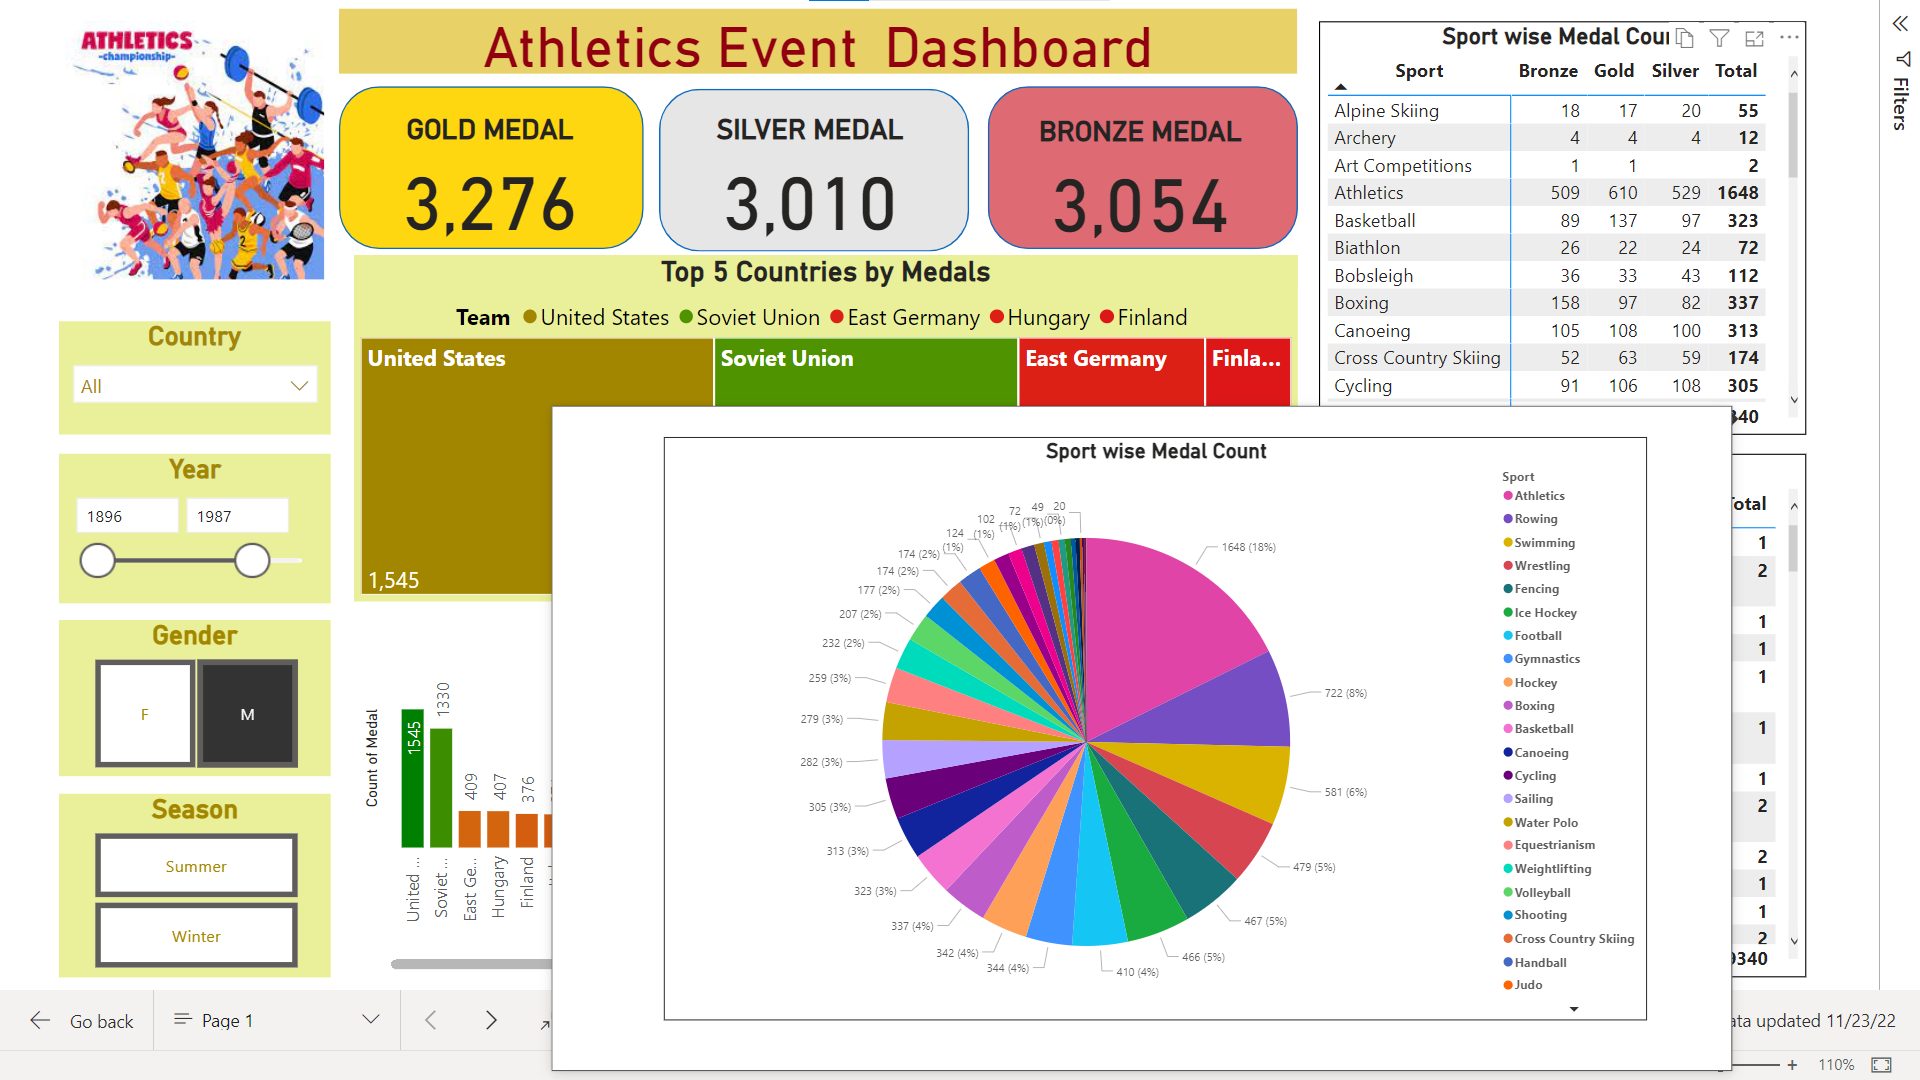 ATHLETICS
-championship-
Athletics Event Dashboard
GOLD MEDAL
3,276
SILVER MEDAL
3,010
BRONZE MEDAL
3,054
Sport wise Medal Cou
Sport Bronze Gold Silver Total
Alpine Skiing 18 17 20 55
Archery 4 4 4 12
Art Competitions 1 1 2
Athletics 509 610 529 1648
Basketball 89 137 97 323
Biathlon 26 22 24 72
Bobsleigh 36 33 43 112
Boxing 158 97 82 337
Canoeing 105 108 100 313
Cross Country Skiing 52 63 59 174
Cycling 91 106 108 305
340
Filters
Top 5 Countries by Medals
Team United States Soviet Union East Germany Hungary Finland
United States
Soviet Union
East Germany
Finla...
1,545
Country
All
Year
1896 1987
Gender
F M
Season
Summer
Winter
Count of Medal
1545
1330
409
407
376
United ...
Soviet ...
East Ge...
Hungary
Finland
Sport wise Medal Count
1648 (18%)
722 (8%)
581 (6%)
479 (5%)
467 (5%)
466 (5%)
410 (4%)
344 (4%)
342 (4%)
337 (4%)
323 (3%)
313 (3%)
305 (3%)
282 (3%)
279 (3%)
259 (3%)
232 (2%)
207 (2%)
177 (2%)
174 (2%)
174 (2%)
124 (1%)
102 (1%)
72 (1%)
49 (1%)
20 (0%)
Sport
Athletics
Rowing
Swimming
Wrestling
Fencing
Ice Hockey
Football
Gymnastics
Hockey
Boxing
Basketball
Canoeing
Cycling
Sailing
Water Polo
Equestrianism
Weightlifting
Volleyball
Shooting
Cross Country Skiing
Handball
Judo
Total
1
2
1
1
1
1
1
2
2
1
1
2
9340
Go back
Page 1
ata updated 11/23/22
110%